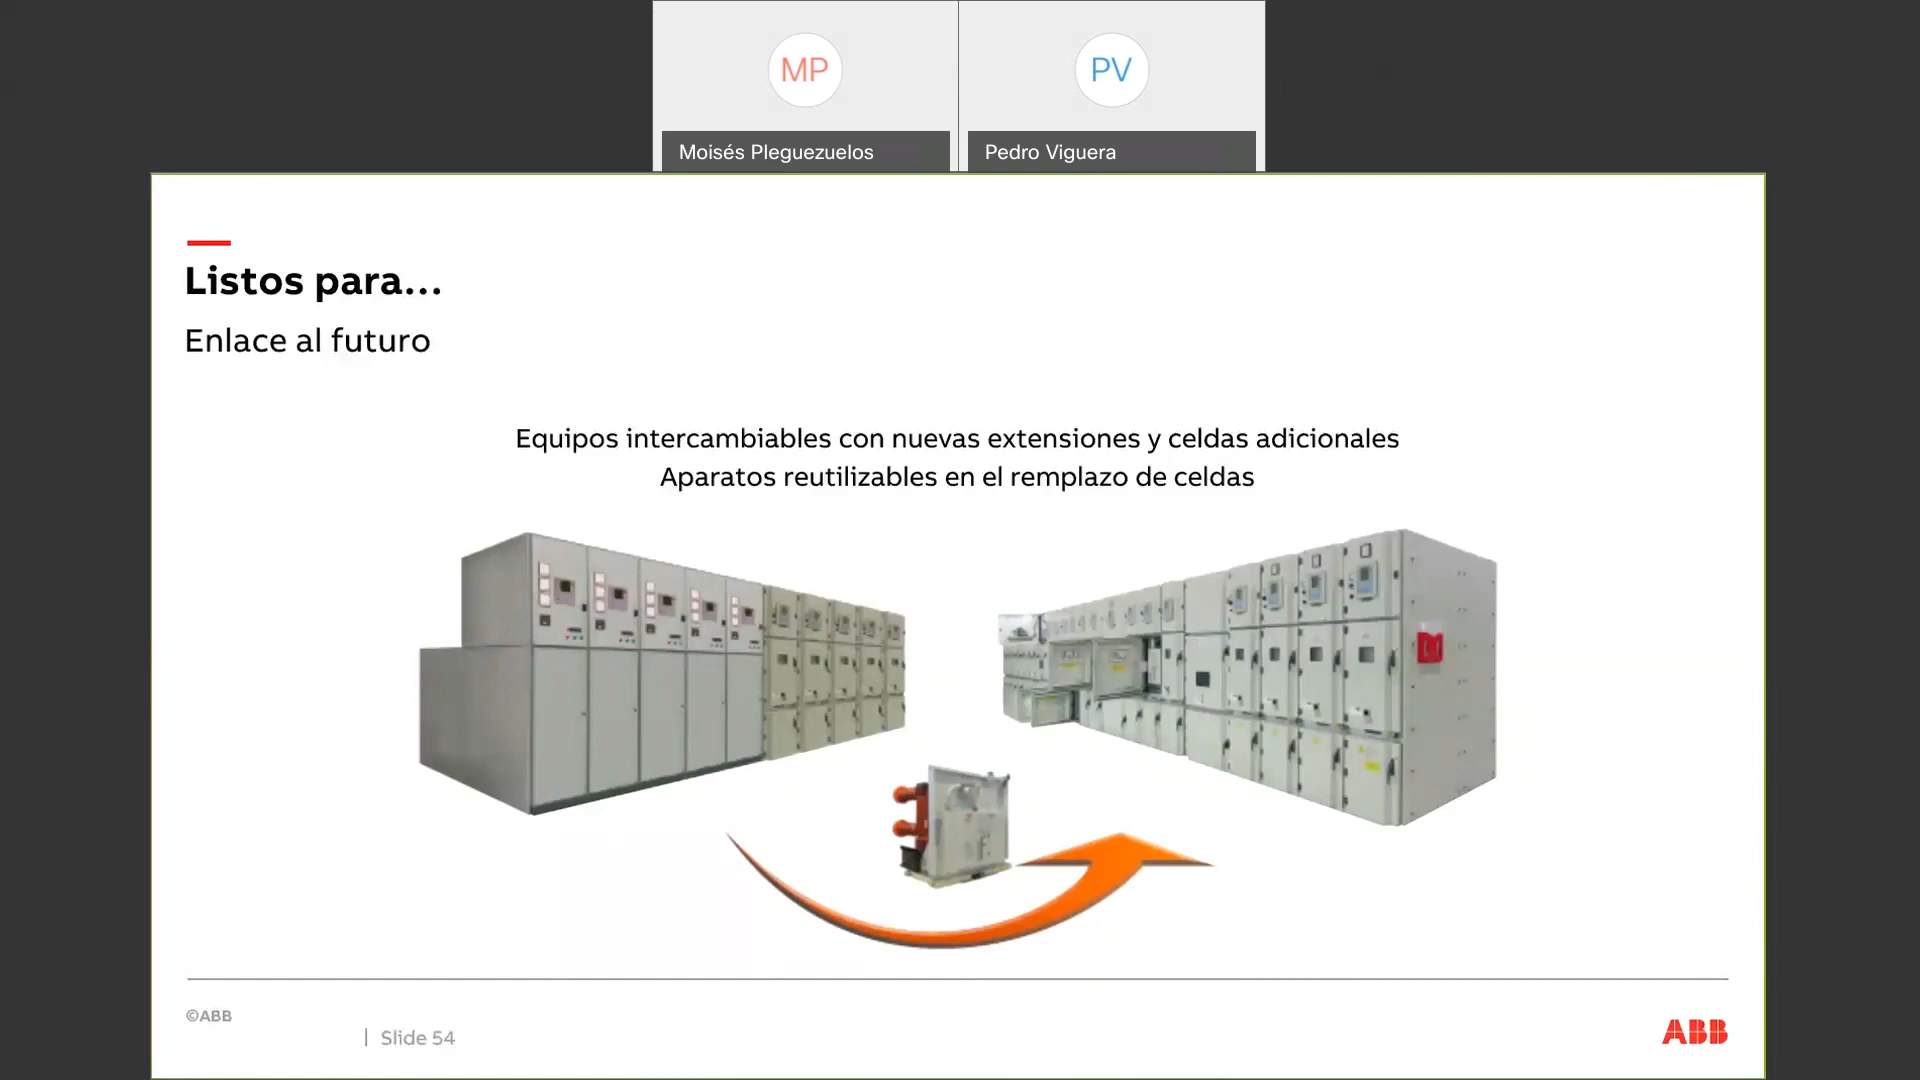 MP
PV
Moisés Pleguezuelos
Pedro Viguera
Listos para...
Enlace al futuro
Equipos intercambiables con nuevas extensiones y celdas adicionales
Aparatos reutilizables en el remplazo de celdas
©ABB
| Slide 54
ABB